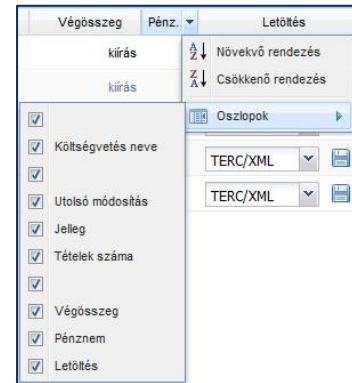 Végösszeg Pénz. Letöltés
kiírás
kiírás
Növekvő rendezés
Csökkenő rendezés
Oszlopok
TERC/XML
TERC/XML
Költségvetés neve
Utolsó módosítás
Jelleg
Tételek száma
Végösszeg
Pénznem
Letöltés